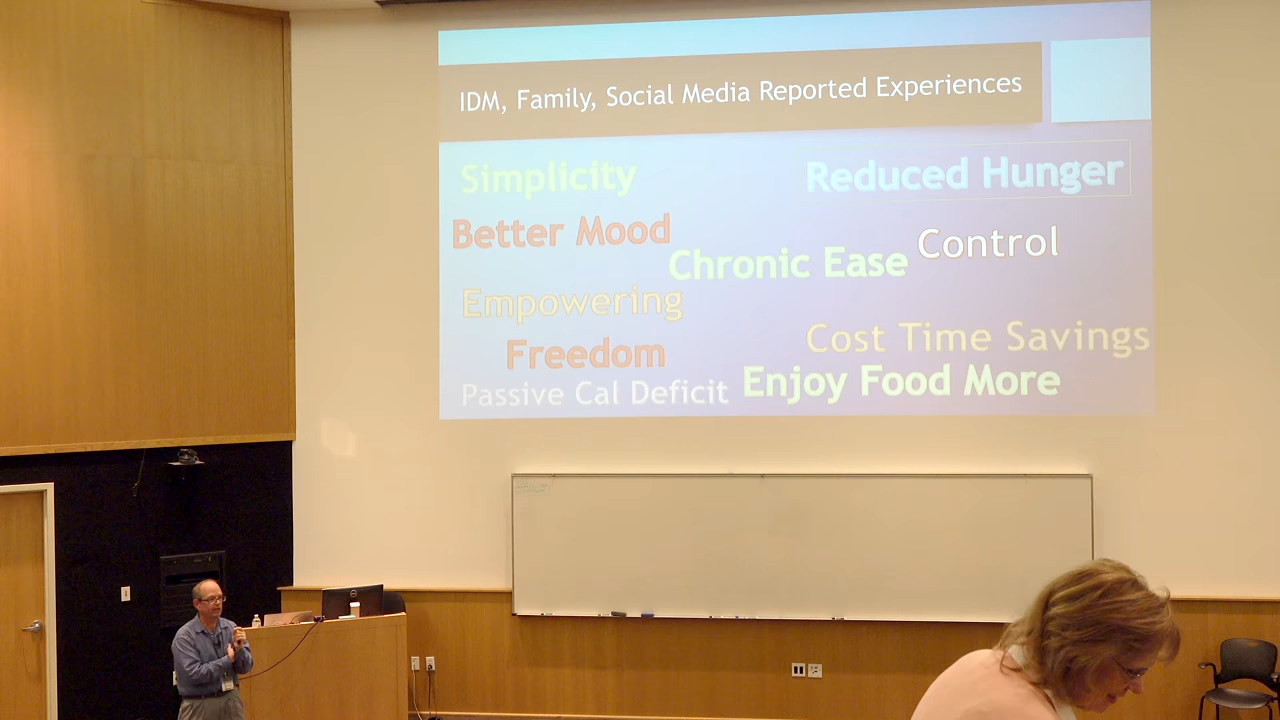 IDM, Family, Social Media Reported Experiences
Simplicity
Reduced Hunger
Better Mood
Control
Chronic Ease
Empowering
Cost Time Savings
Freedom
Enjoy Food More
Passive Cal Deficit